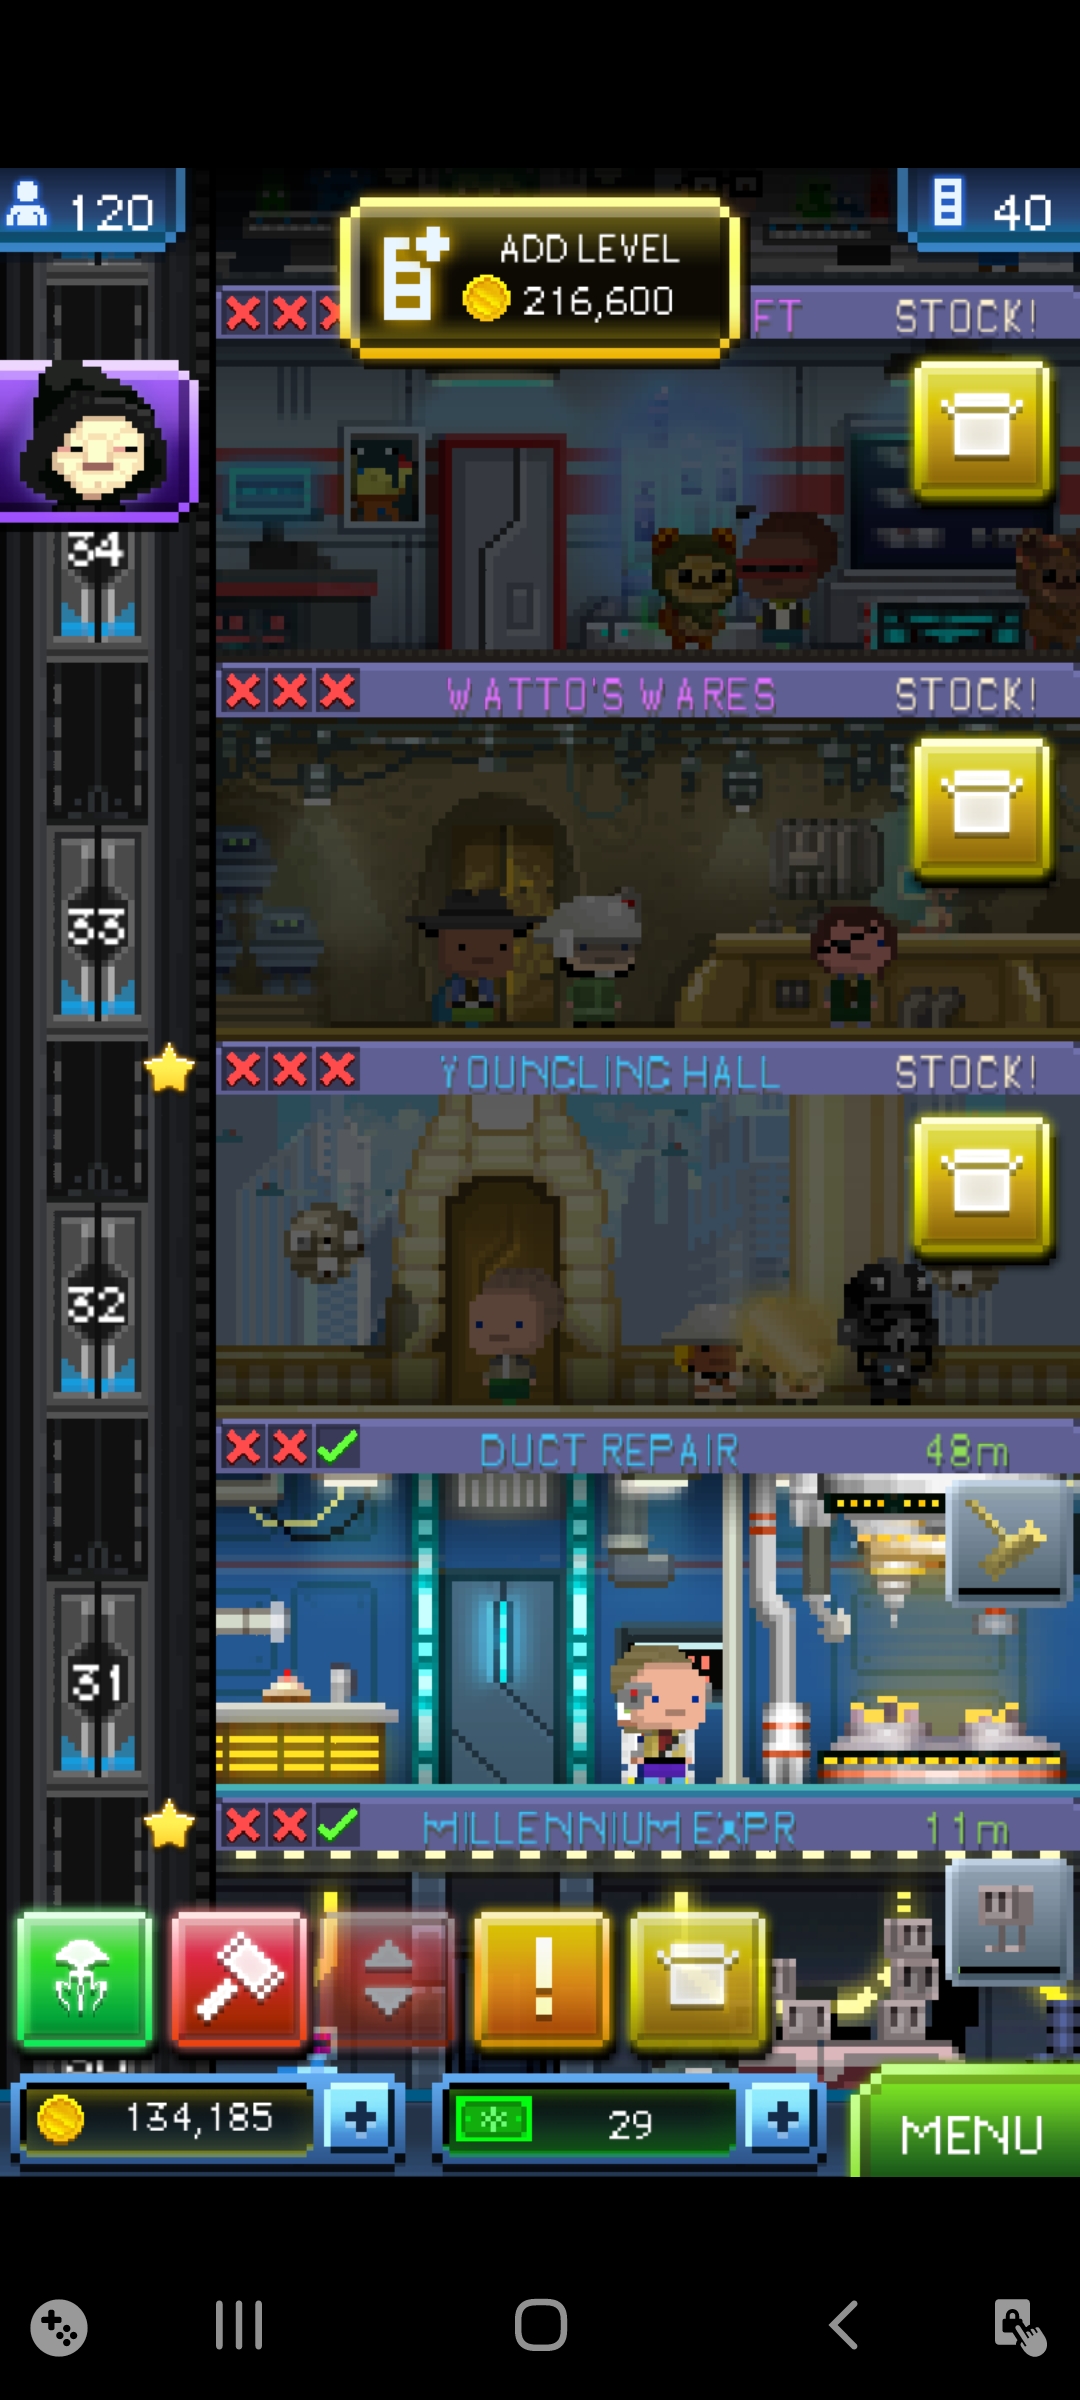 120
40
ADD LEVEL
216,600
FT STOCK!
34
WATTO'S WARES STOCK!
33
YOUNGLING HALL STOCK!
32
DUCT REPAIR 48m
31
MILLENNIUM EXPR 11m
!
134,185
29
MENU